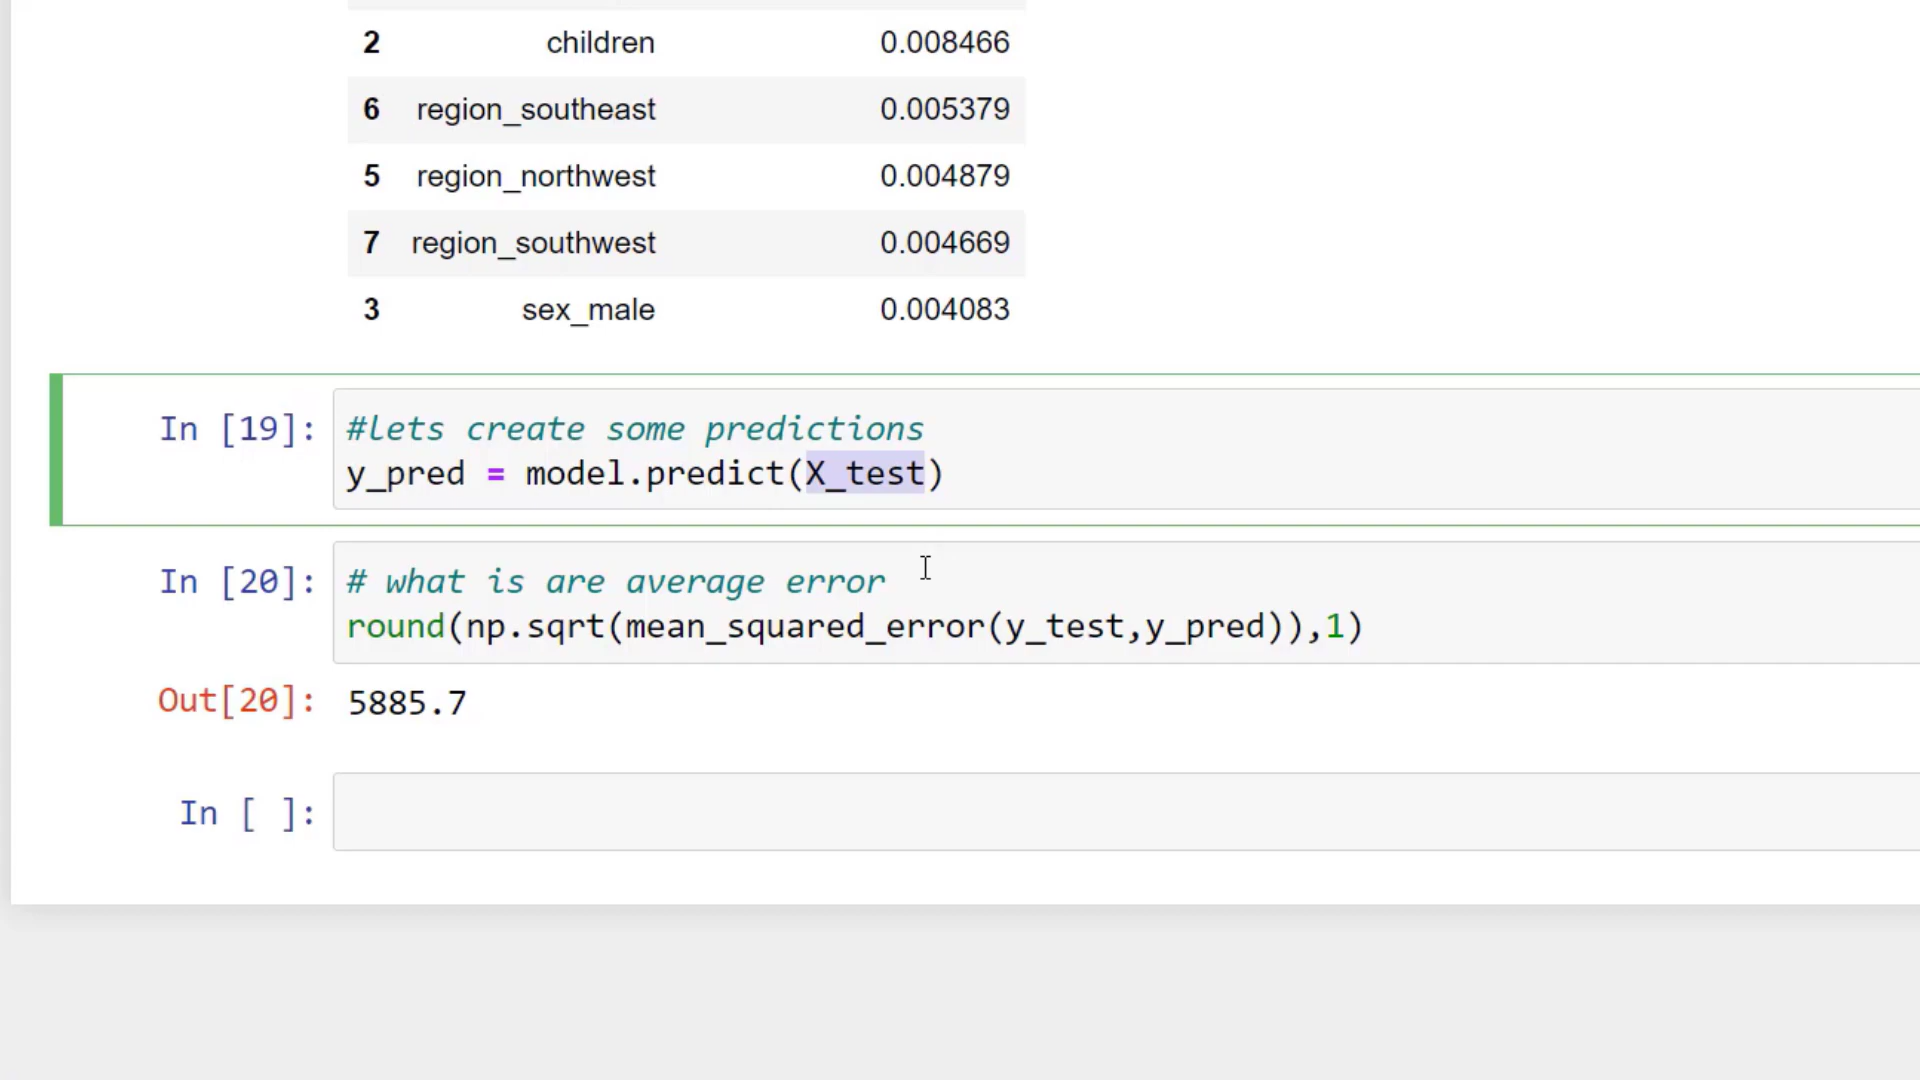 2 children 0.008466
6 region_southeast 0.005379
5 region_northwest 0.004879
7 region_southwest 0.004669
3 sex_male 0.004083
In [19]: #lets create some predictions
y_pred = model.predict(X_test)
In [20]: # what is are average error
round(np.sqrt(mean_squared_error(y_test,y_pred)),1)
Out[20]: 5885.7
In [ ]: